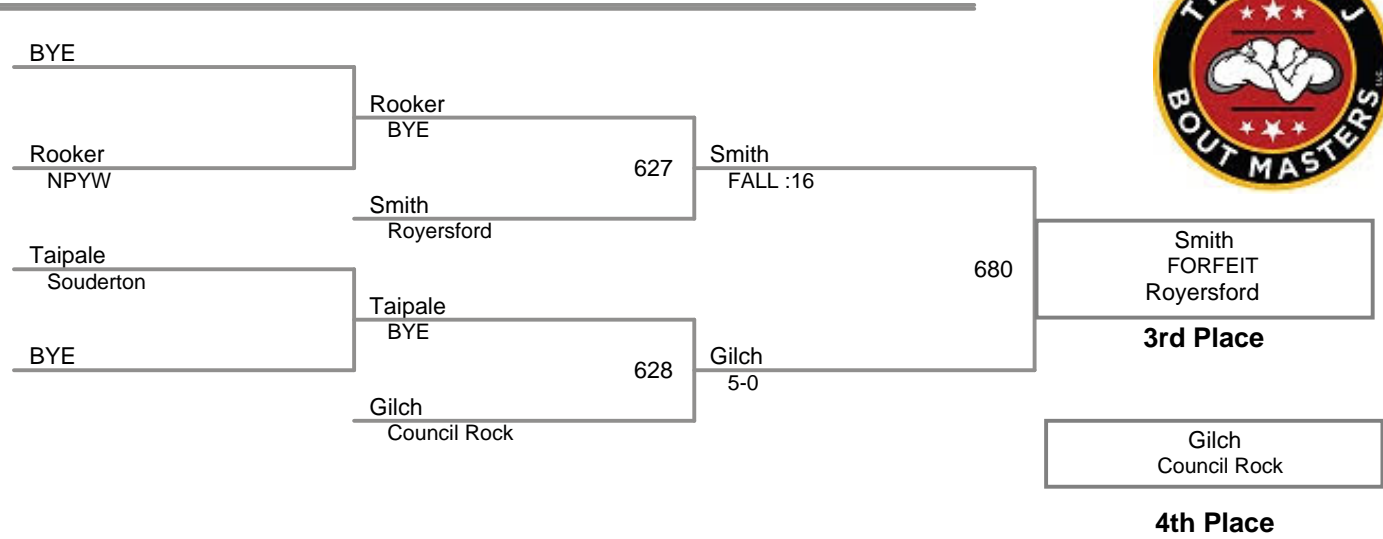 BYE
Rooker
BYE
Rooker
NPYW
627
Smith
FALL :16
Smith
Royersford
Taipale
Souderton
680
Smith
FORFEIT
Royersford
Taipale
BYE
3rd Place
BYE
628
Gilch
5-0
Gilch
Council Rock
Gilch
Council Rock
4th Place
J
BOUT MASTERS